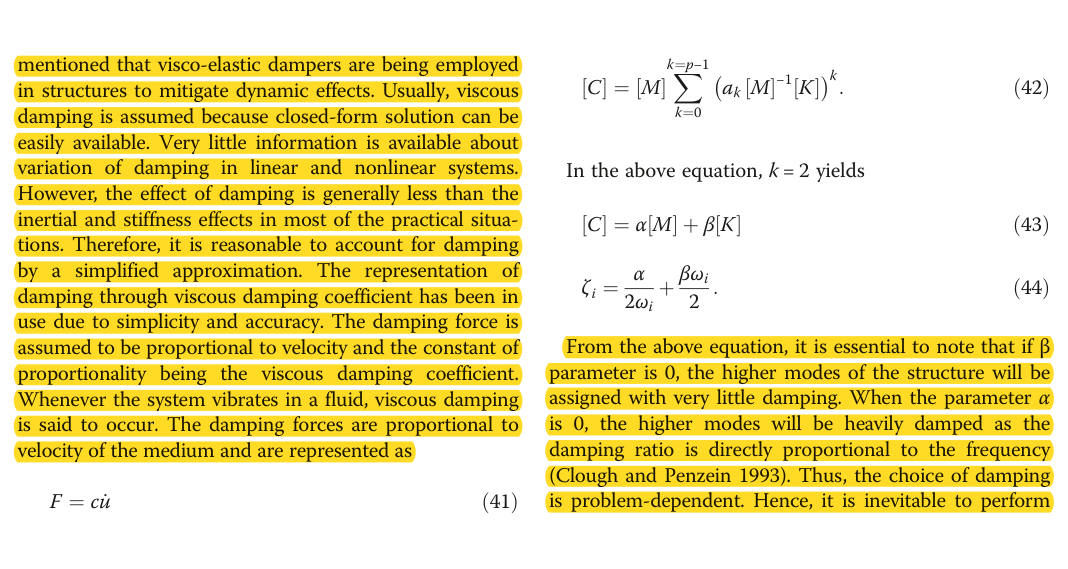 mentioned that visco-elastic dampers are being employed
in structures to mitigate dynamic effects. Usually, viscous
damping is assumed because closed-form solution can be
easily available. Very little information is available about
variation of damping in linear and nonlinear systems.
However, the effect of damping is generally less than the
inertial and stiffness effects in most of the practical situa-
tions. Therefore, it is reasonable to account for damping
by a simplified approximation. The representation of
damping through viscous damping coefficient has been in
use due to simplicity and accuracy. The damping force is
assumed to be proportional to velocity and the constant of
proportionality being the viscous damping coefficient.
Whenever the system vibrates in a fluid, viscous damping
is said to occur. The damping forces are proportional to
velocity of the medium and are represented as
F = cu̇ (41)
[C] = [M] ∑_{k=0}^{k=p−1} (a_k [M]^{−1}[K])^k. (42)
In the above equation, k = 2 yields
[C] = α[M] + β[K] (43)
ζ_i = α/(2ω_i) + βω_i/2. (44)
From the above equation, it is essential to note that if β
parameter is 0, the higher modes of the structure will be
assigned with very little damping. When the parameter α
is 0, the higher modes will be heavily damped as the
damping ratio is directly proportional to the frequency
(Clough and Penzein 1993). Thus, the choice of damping
is problem-dependent. Hence, it is inevitable to perform